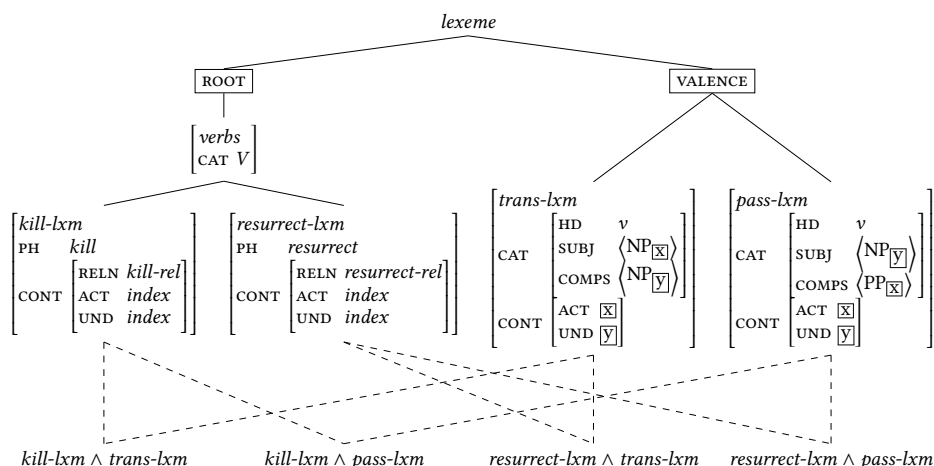 lexeme
ROOT
VALENCE
verbs
CAT V
kill-lxm
PH kill
CONT
RELN kill-rel
ACT index
UND index
resurrect-lxm
PH resurrect
CONT
RELN resurrect-rel
ACT index
UND index
trans-lxm
CAT
HD v
SUBJ ⟨NP x⟩
COMPS ⟨NP y⟩
CONT
ACT x
UND y
pass-lxm
CAT
HD v
SUBJ ⟨NP y⟩
COMPS ⟨PP x⟩
CONT
ACT x
UND y
kill-lxm ∧ trans-lxm
kill-lxm ∧ pass-lxm
resurrect-lxm ∧ trans-lxm
resurrect-lxm ∧ pass-lxm